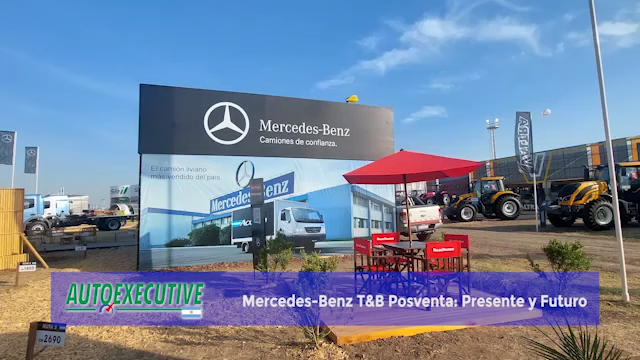 Mercedes-Benz
Camiones de confianza.
El camión liviano
más vendido del país.
Mercedes-Benz
VALTRA
AUTOEXECUTIVE
Mercedes-Benz T&B Posventa: Presente y Futuro
2690